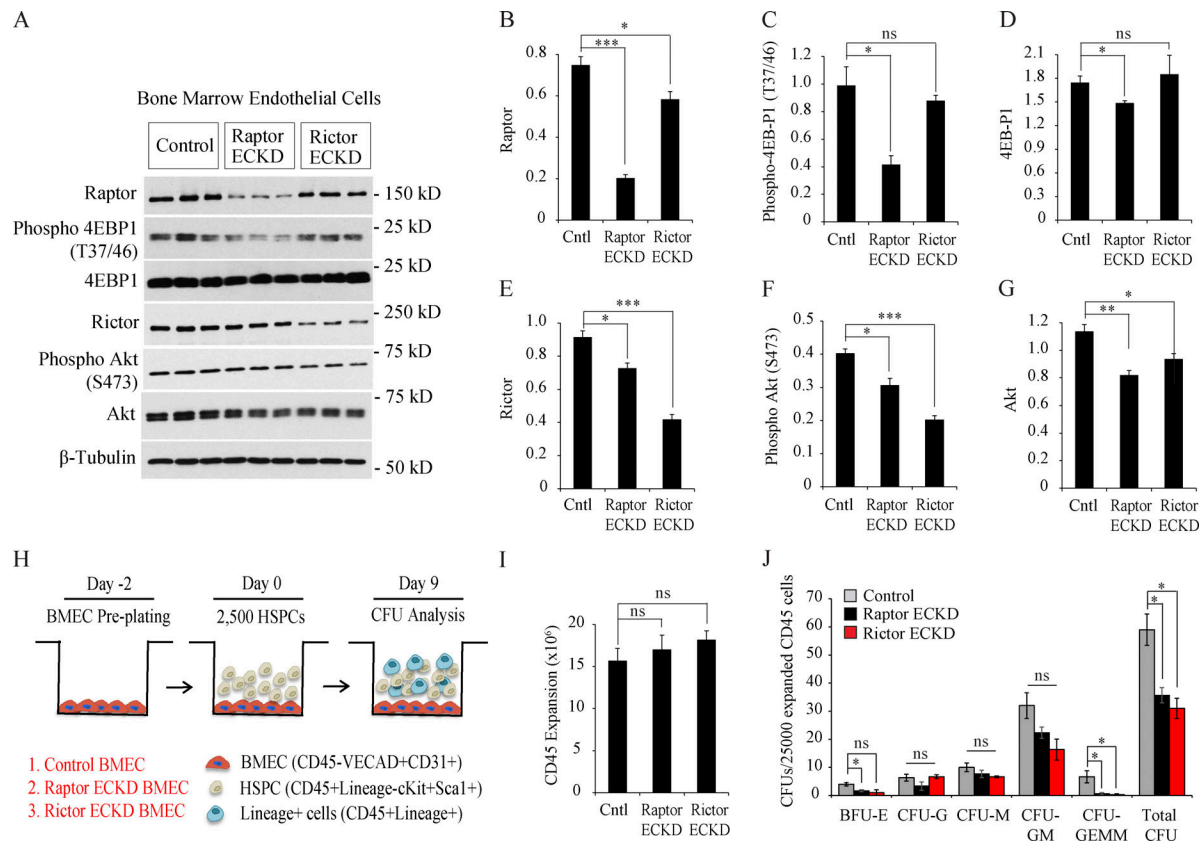 A
Bone Marrow Endothelial Cells
Control
Raptor
ECKD
Rictor
ECKD
Raptor
- 150 kD
Phospho 4EBP1
(T37/46)
- 25 kD
4EBP1
- 25 kD
Rictor
- 250 kD
Phospho Akt
(S473)
- 75 kD
Akt
- 75 kD
β-Tubulin
- 50 kD
B
*
***
Raptor
0.8
0.6
0.4
0.2
0
Cntl
Raptor
ECKD
Rictor
ECKD
C
ns
*
Phospho-4EB-P1 (T37/46)
1.2
1.0
0.8
0.6
0.4
0.2
0
Cntl
Raptor
ECKD
Rictor
ECKD
D
ns
*
4EB-P1
2.1
1.8
1.5
1.2
0.9
0.6
0.3
0
Cntl
Raptor
ECKD
Rictor
ECKD
E
***
*
Rictor
1.0
0.8
0.6
0.4
0.2
0
Cntl
Raptor
ECKD
Rictor
ECKD
F
***
*
Phospho Akt (S473)
0.5
0.4
0.3
0.2
0.1
0
Cntl
Raptor
ECKD
Rictor
ECKD
G
*
**
Akt
1.2
1.0
0.8
0.6
0.4
0.2
0
Cntl
Raptor
ECKD
Rictor
ECKD
H
Day -2
BMEC Pre-plating
Day 0
2,500 HSPCs
Day 9
CFU Analysis
1. Control BMEC
2. Raptor ECKD BMEC
3. Rictor ECKD BMEC
BMEC (CD45-VECAD+CD31+)
HSPC (CD45+Lineage-cKit+Sca1+)
Lineage+ cells (CD45+Lineage+)
I
ns
ns
CD45 Expansion (x10⁶)
20
15
10
5
0
Cntl
Raptor
ECKD
Rictor
ECKD
J
Control
Raptor ECKD
Rictor ECKD
CFUs/25000 expanded CD45 cells
70
60
50
40
30
20
10
0
ns
*
ns
ns
ns
*
*
*
*
BFU-E
CFU-G
CFU-M
CFU-
GM
CFU-
GEMM
Total
CFU